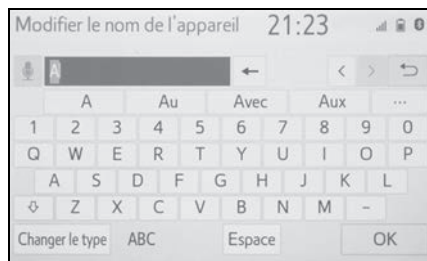 Modifier le nom de l'appareil 21:23
A
A Au Avec Aux ...
1 2 3 4 5 6 7 8 9 0
Q W E R T Y U I O P
A S D F G H J K L
Z X C V B N M -
Changer le type ABC Espace OK